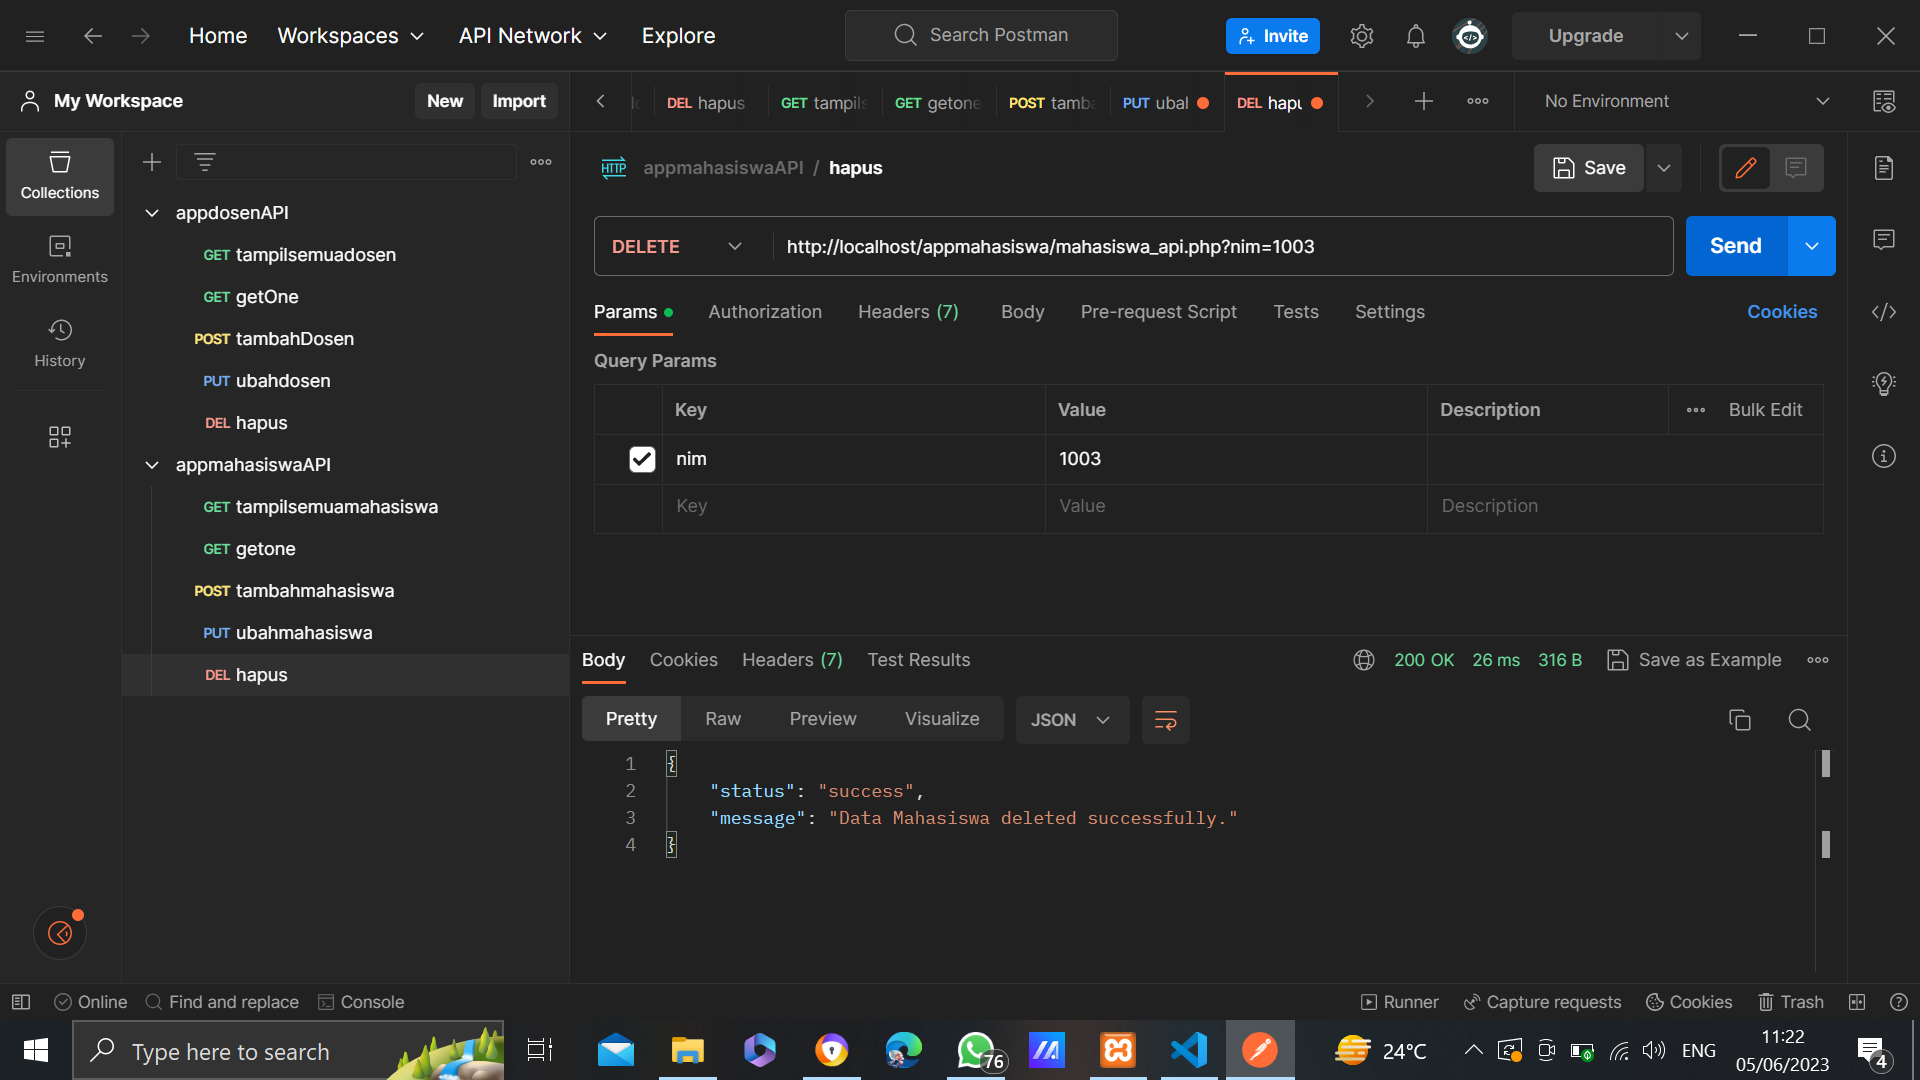 Home Workspaces API Network Explore Search Postman Invite Upgrade
My Workspace New Import DEL hapus GET tampils GET getone POST tamba PUT ubal DEL hapu No Environment
appmahasiswaAPI / hapus Save
Collections
Environments
History
appdosenAPI
GET tampilsemuadosen
GET getOne
POST tambahDosen
PUT ubahdosen
DEL hapus
appmahasiswaAPI
GET tampilsemuamahasiswa
GET getone
POST tambahmahasiswa
PUT ubahmahasiswa
DEL hapus
DELETE http://localhost/appmahasiswa/mahasiswa_api.php?nim=1003 Send
Params Authorization Headers (7) Body Pre-request Script Tests Settings Cookies
Query Params
Key Value Description Bulk Edit
nim 1003
Key Value Description
Body Cookies Headers (7) Test Results 200 OK 26 ms 316 B Save as Example
Pretty Raw Preview Visualize JSON
1 {
2 "status": "success",
3 "message": "Data Mahasiswa deleted successfully."
4 }
Online Find and replace Console Runner Capture requests Cookies Trash
Type here to search 76 24°C ENG 11:22
05/06/2023 4